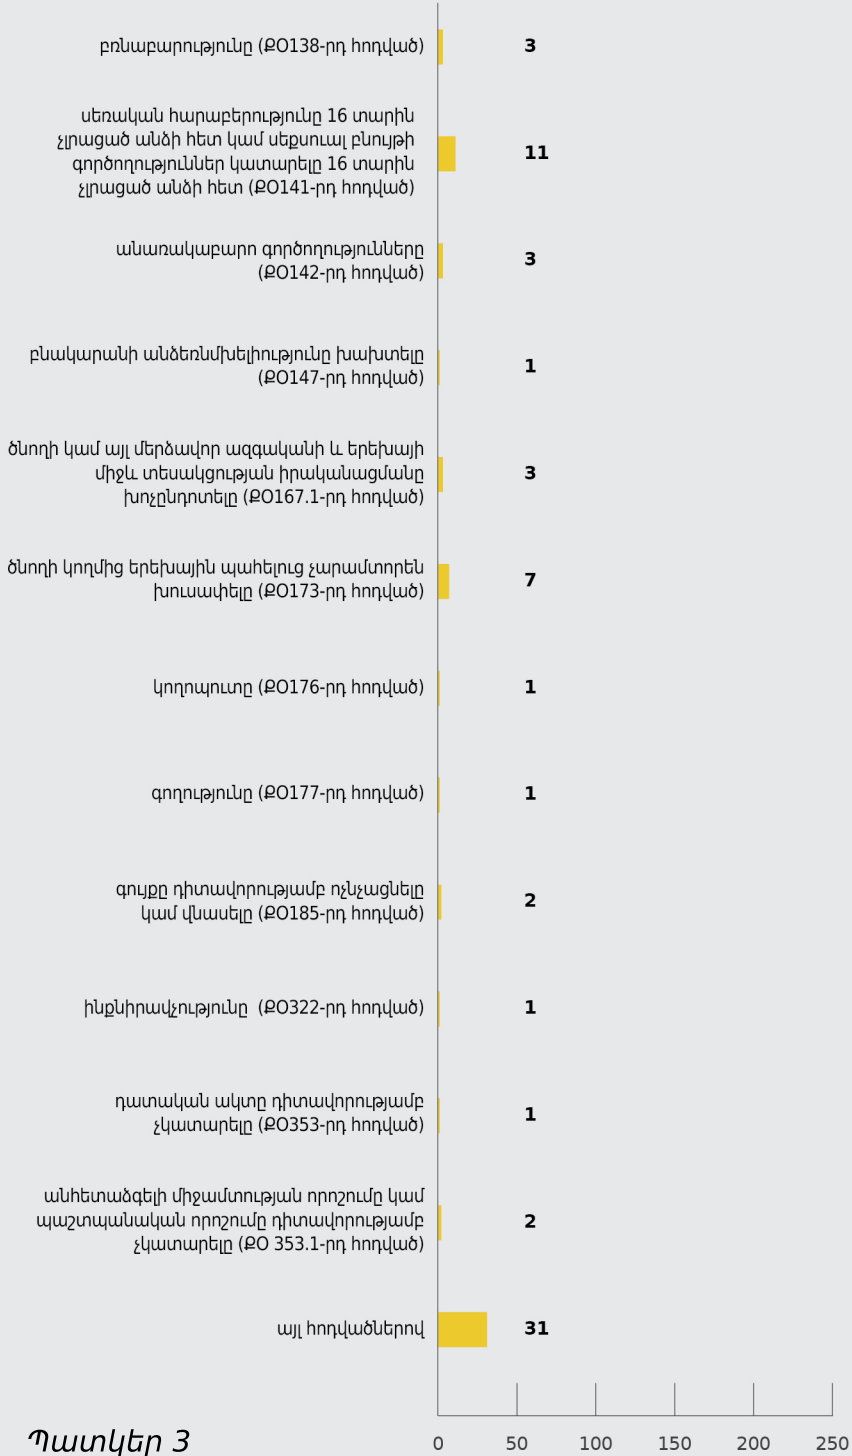 բռնաբարությունը (ՔՕ138-րդ հոդված)
3
սեռական հարաբերությունը 16 տարին
չլրացած անձի հետ կամ սեքսուալ բնույթի
գործողություններ կատարելը 16 տարին
չլրացած անձի հետ (ՔՕ141-րդ հոդված)
11
անառակաբարո գործողությունները
(ՔՕ142-րդ հոդված)
3
բնակարանի անձեռնմխելիությունը խախտելը
(ՔՕ147-րդ հոդված)
1
ծնողի կամ այլ մերձավոր ազգականի և երեխայի
միջև տեսակցության իրականացմանը
խոչընդոտելը (ՔՕ167.1-րդ հոդված)
3
ծնողի կողմից երեխային պահելուց չարամտորեն
խուսափելը (ՔՕ173-րդ հոդված)
7
կողոպուտը (ՔՕ176-րդ հոդված)
1
գողությունը (ՔՕ177-րդ հոդված)
1
գույքը դիտավորությամբ ոչնչացնելը
կամ վնասելը (ՔՕ185-րդ հոդված)
2
ինքնիրավչությունը (ՔՕ322-րդ հոդված)
1
դատական ակտը դիտավորությամբ
չկատարելը (ՔՕ353-րդ հոդված)
1
անհետաձգելի միջամտության որոշումը կամ
պաշտպանական որոշումը դիտավորությամբ
չկատարելը (ՔՕ 353.1-րդ հոդված)
2
այլ հոդվածներով
31
0 50 100 150 200 250
Պատկեր 3